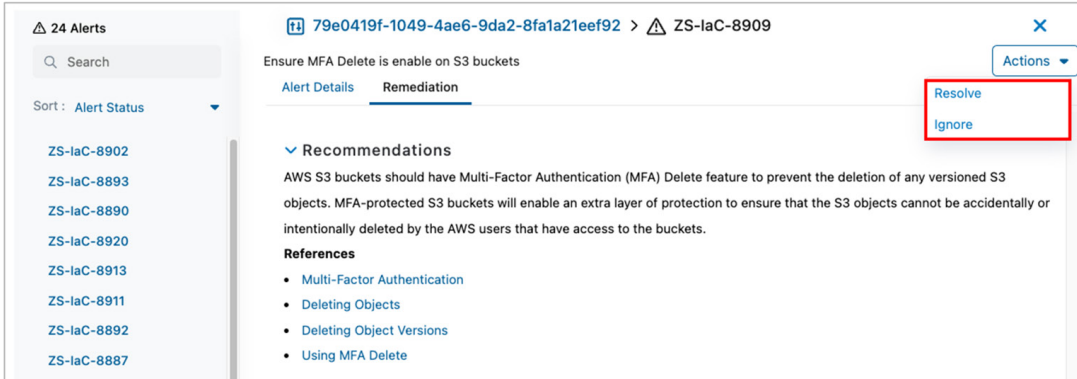 24 Alerts
Search
Sort : Alert Status
ZS-IaC-8902
ZS-IaC-8893
ZS-IaC-8890
ZS-IaC-8920
ZS-IaC-8913
ZS-IaC-8911
ZS-IaC-8892
ZS-IaC-8887
79e0419f-1049-4ae6-9da2-8fa1a21eef92 > ZS-IaC-8909
Ensure MFA Delete is enable on S3 buckets
Actions
Resolve
Ignore
Alert Details Remediation
Recommendations
AWS S3 buckets should have Multi-Factor Authentication (MFA) Delete feature to prevent the deletion of any versioned S3
objects. MFA-protected S3 buckets will enable an extra layer of protection to ensure that the S3 objects cannot be accidentally or
intentionally deleted by the AWS users that have access to the buckets.
References
• Multi-Factor Authentication
• Deleting Objects
• Deleting Object Versions
• Using MFA Delete